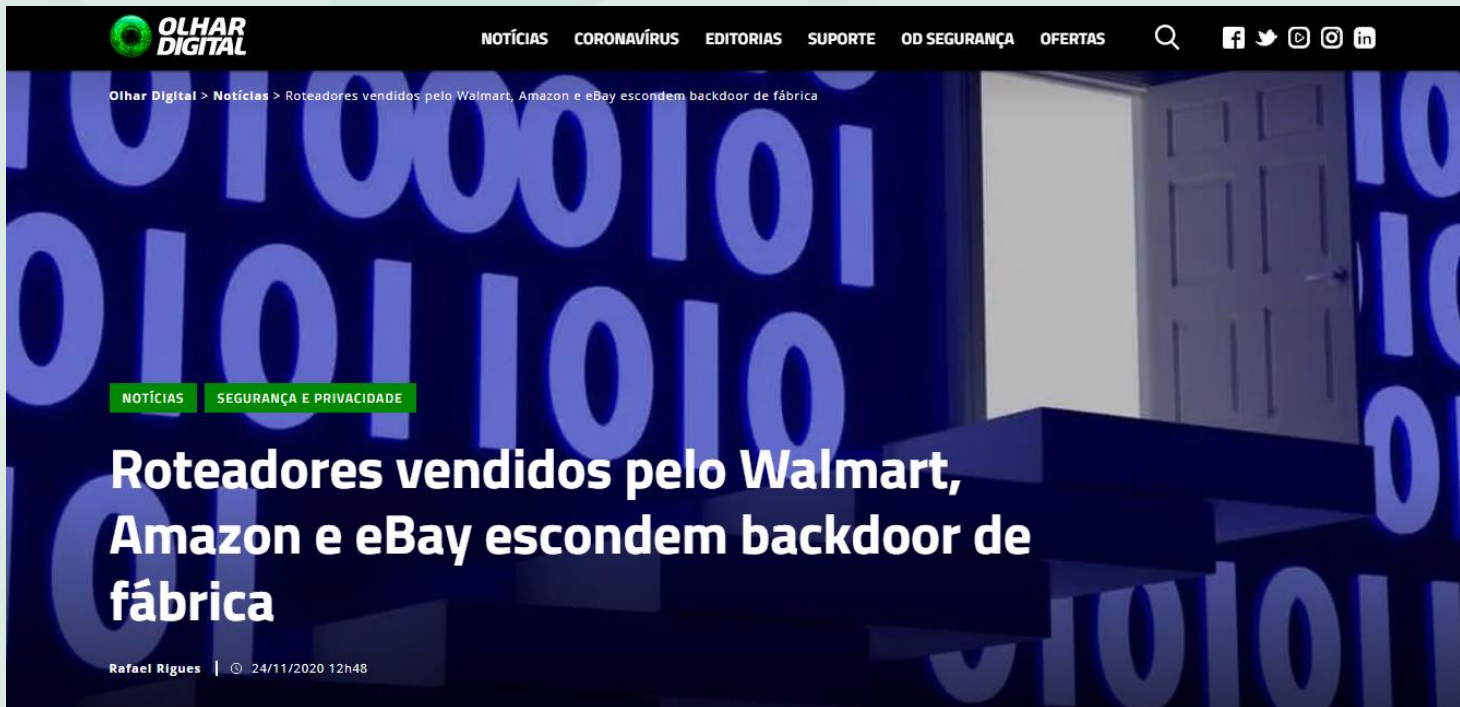 OLHAR
DIGITAL
NOTÍCIAS CORONAVÍRUS EDITORIAS SUPORTE OD SEGURANÇA OFERTAS
Olhar Digital > Notícias > Roteadores vendidos pelo Walmart, Amazon e eBay escondem backdoor de fábrica
NOTÍCIAS SEGURANÇA E PRIVACIDADE
Roteadores vendidos pelo Walmart,
Amazon e eBay escondem backdoor de
fábrica
Rafael Rigues | 24/11/2020 12h48